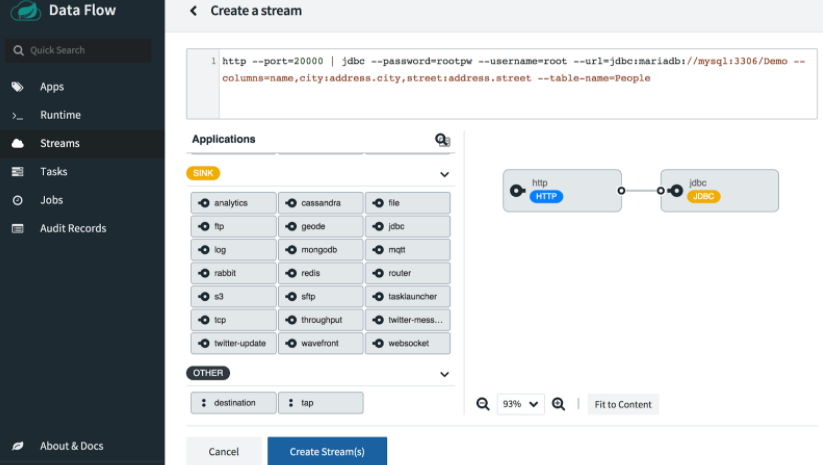 Data Flow
Create a stream
Quick Search
1 http --port=20000 | jdbc --password=rootpw --username=root --url=jdbc:mariadb://mysql:3306/Demo --
columns=name,city:address.city,street:address.street --table-name=People
Apps
Runtime
Streams
Tasks
Jobs
Audit Records
Applications
SINK
analytics cassandra file
ftp geode jdbc
log mongodb mqtt
rabbit redis router
s3 sftp tasklauncher
tcp throughput twitter-mess...
twitter-update wavefront websocket
OTHER
destination tap
http
HTTP
jdbc
JDBC
93%
Fit to Content
About & Docs
Cancel
Create Stream(s)